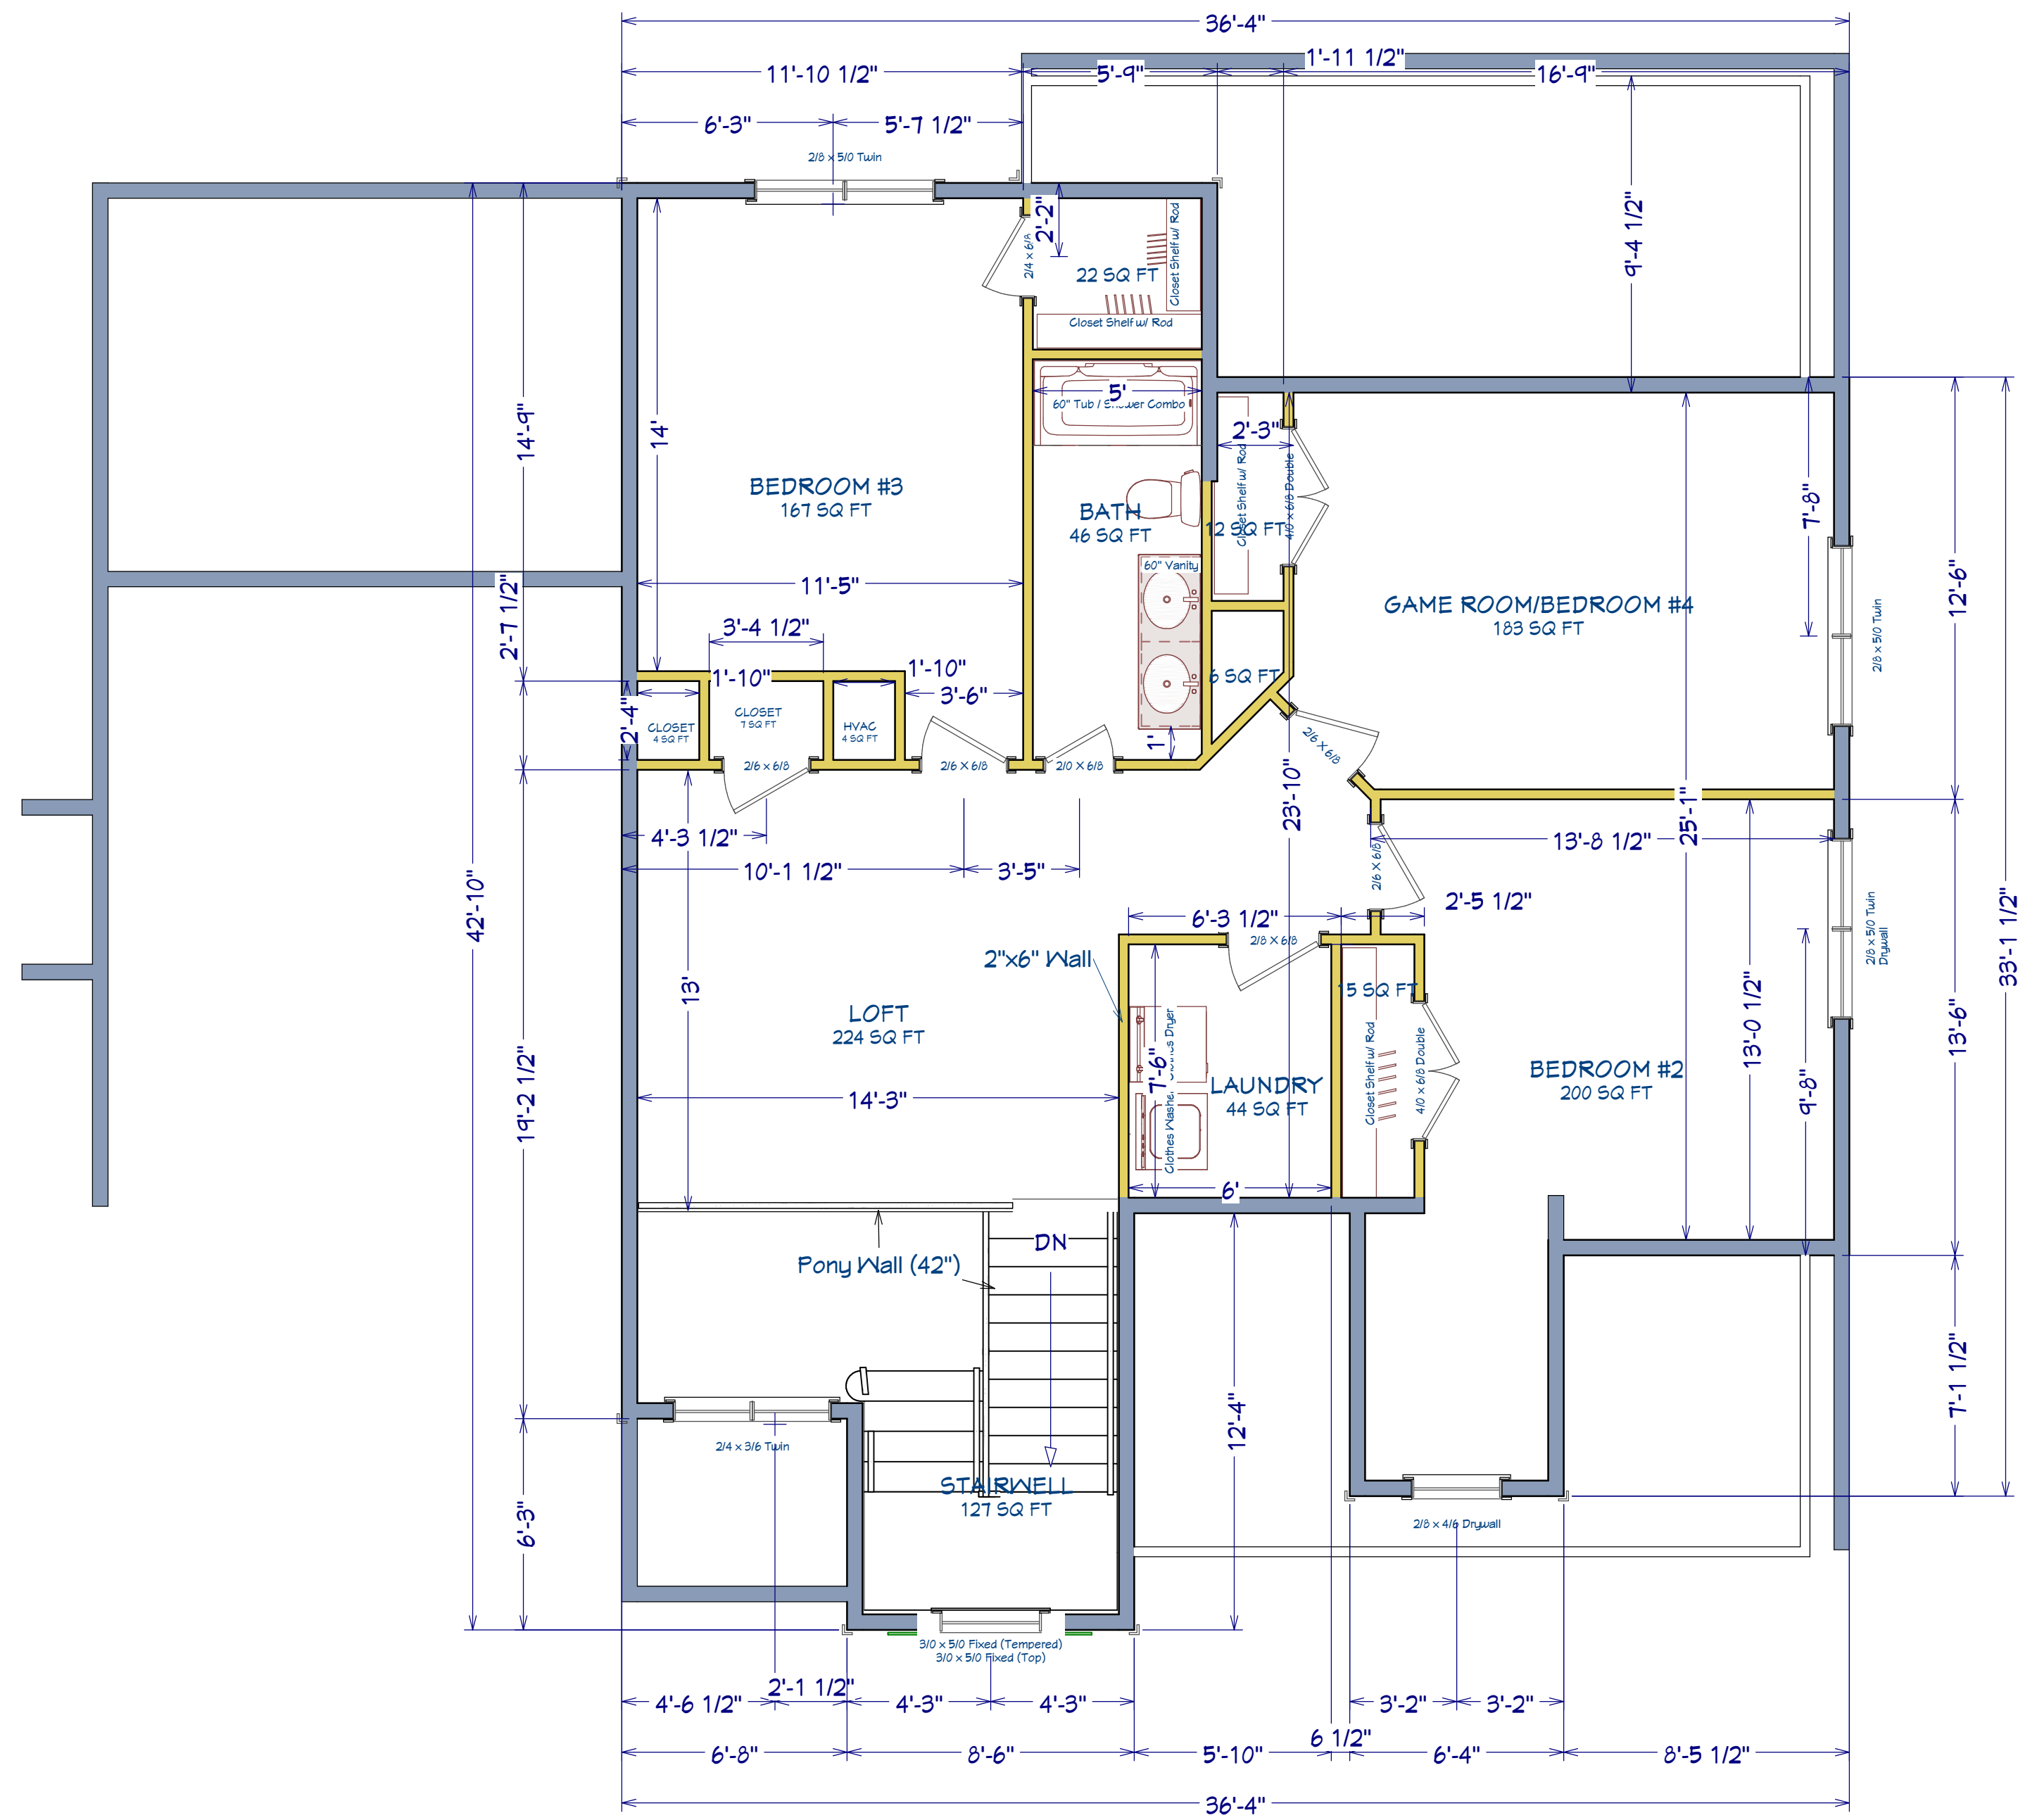 36'-4"
11'-10 1/2"
5'-9"
1'-11 1/2"
16'-9"
6'-3"
5'-7 1/2"
2/8 x 5/0 Twin
2'-2"
2/4 x 6/8
22 SQ FT
Closet Shelf w/ Rod
Closet Shelf w/ Rod
9'-4 1/2"
14'-9"
14'
5'
60" Tub / Shower Combo
2'-3"
Closet Shelf w/ Rod
4/0 x 6/8 Double
BEDROOM #3
167 SQ FT
BATH
46 SQ FT
12 SQ FT
7'-8"
60" Vanity
11'-5"
GAME ROOM/BEDROOM #4
183 SQ FT
2/8 x 5/0 Twin
12'-6"
2'-7 1/2"
3'-4 1/2"
1'-10"
1'-10"
3'-6"
6 SQ FT
2'-4"
CLOSET
4 SQ FT
CLOSET
7 SQ FT
HVAC
4 SQ FT
1'
2/6 X 6/8
2/6 x 6/8
2/6 X 6/8
2/0 X 6/8
23'-10"
25'-1"
4'-3 1/2"
13'-8 1/2"
10'-1 1/2"
3'-5"
2/6 X 6/8
2'-5 1/2"
42'-10"
6'-3 1/2"
2/8 X 6/8
2/8 x 5/0 Twin
Drywall
33'-1 1/2"
2"x6" Wall
13'
15 SQ FT
LOFT
224 SQ FT
Clothes Dryer
7'-6"
Clothes Washer
LAUNDRY
44 SQ FT
Closet Shelf w/ Rod
4/0 x 6/8 Double
BEDROOM #2
200 SQ FT
13'-0 1/2"
13'-6"
9'-8"
19'-2 1/2"
14'-3"
6'
DN
Pony Wall (42")
12'-4"
7'-1 1/2"
2/4 x 3/6 Twin
STAIRWELL
127 SQ FT
6'-3"
2/8 x 4/6 Drywall
3/0 x 5/0 Fixed (Tempered)
3/0 x 5/0 Fixed (Top)
4'-6 1/2"
2'-1 1/2"
4'-3"
4'-3"
3'-2"
3'-2"
6'-8"
8'-6"
5'-10"
6 1/2"
6'-4"
8'-5 1/2"
36'-4"